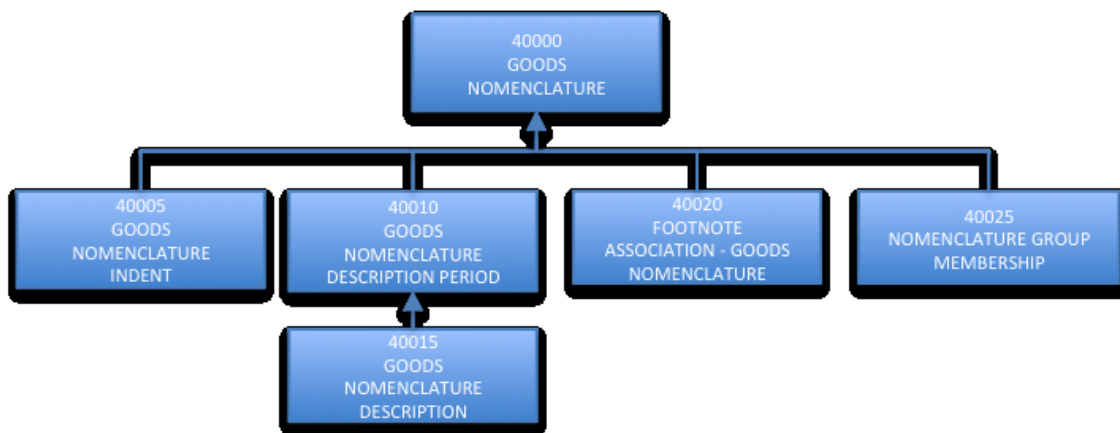 40000
GOODS
NOMENCLATURE
40005
GOODS
NOMENCLATURE
INDENT
40010
GOODS
NOMENCLATURE
DESCRIPTION PERIOD
40020
FOOTNOTE
ASSOCIATION - GOODS
NOMENCLATURE
40025
NOMENCLATURE GROUP
MEMBERSHIP
40015
GOODS
NOMENCLATURE
DESCRIPTION